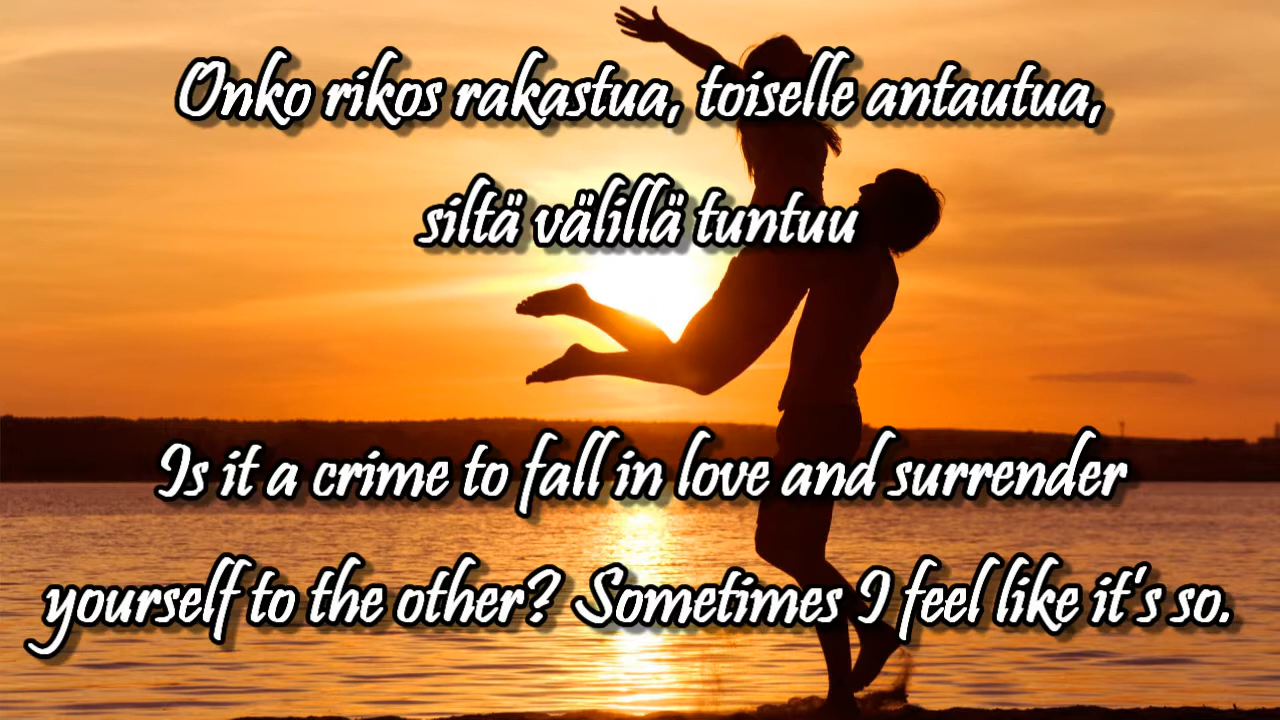 Onko rikos rakastua, toiselle antautua,
siltä välillä tuntuu
Is it a crime to fall in love and surrender
yourself to the other? Sometimes I feel like it's so.